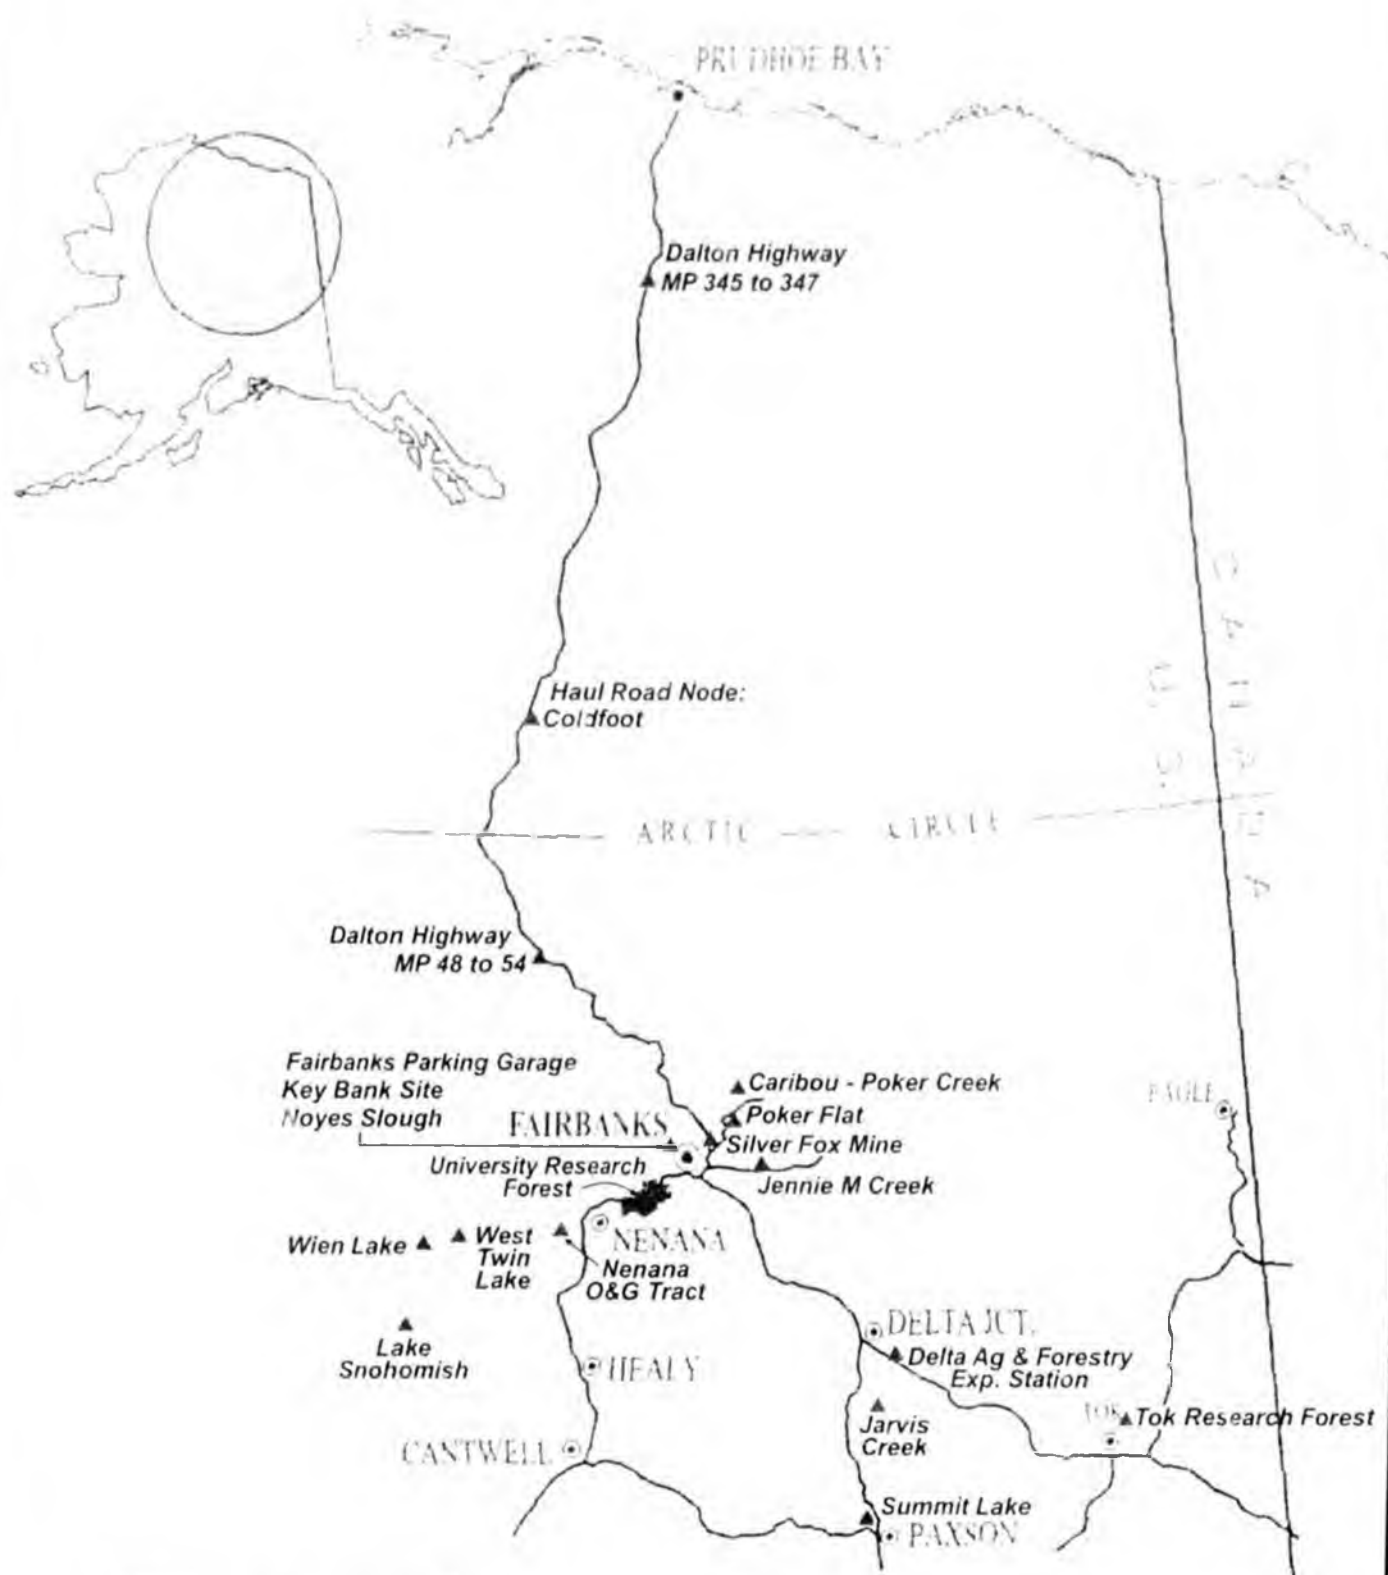 PRUDHOE BAY
Dalton Highway
MP 345 to 347
CANADA
U. S.
Haul Road Node:
Coldfoot
ARCTIC CIRCLE
Dalton Highway
MP 48 to 54
Fairbanks Parking Garage
Key Bank Site
Noyes Slough
FAIRBANKS
Caribou - Poker Creek
Poker Flat
Silver Fox Mine
Jennie M Creek
EAGLE
University Research
Forest
Wien Lake
West
Twin
Lake
NENANA
Nenana
O&G Tract
Lake
Snohomish
HEALY
DELTA JCT.
Delta Ag & Forestry
Exp. Station
Jarvis
Creek
TOK
Tok Research Forest
CANTWELL
Summit Lake
PAXSON